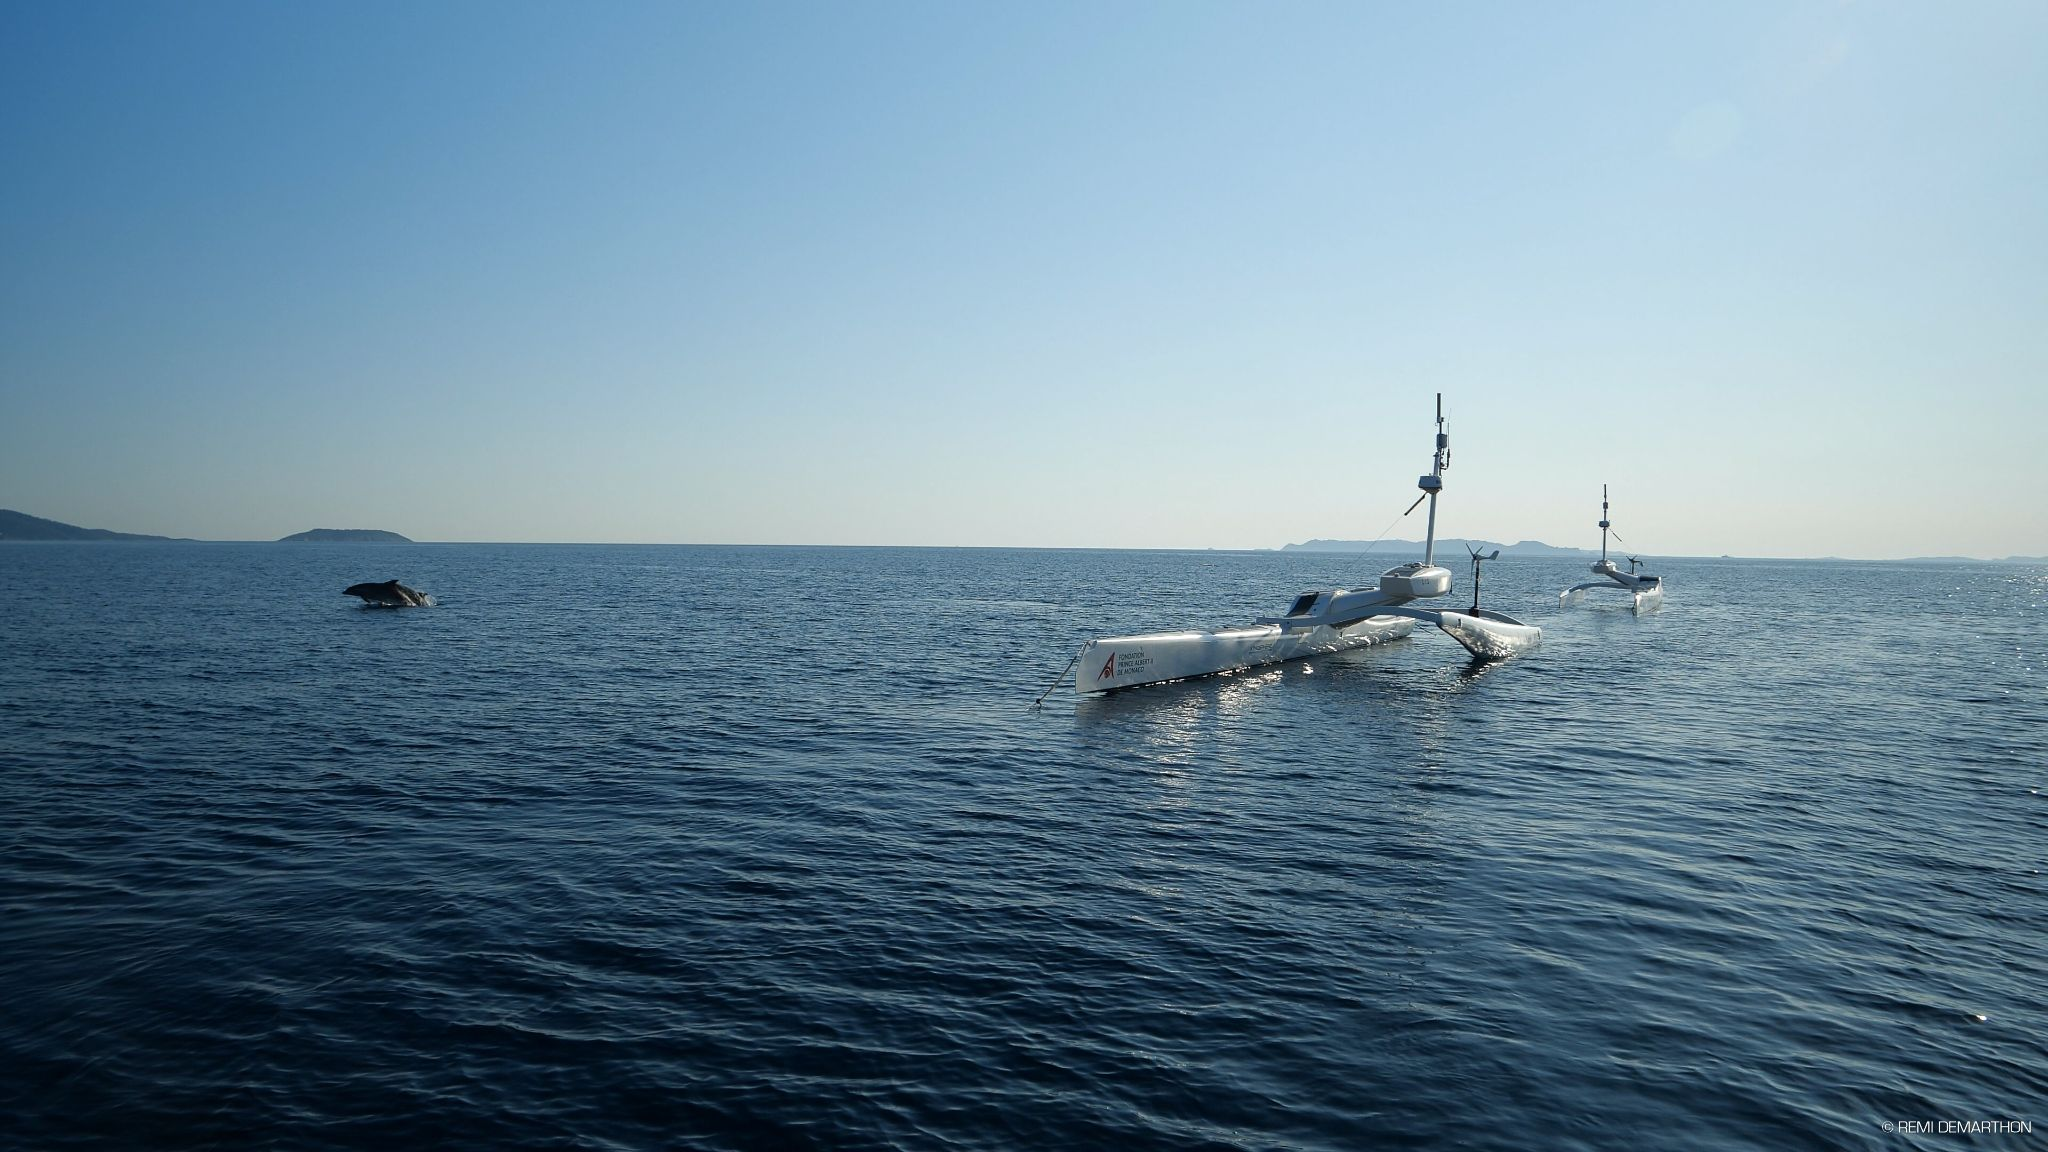 FONDATION
PRINCE ALBERT II
DE MONACO
© REMI DEMARTHON